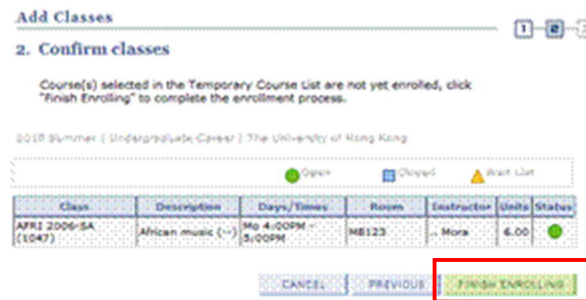 Add Classes
1 2 3
2. Confirm classes
Course(s) selected in the Temporary Course List are not yet enrolled, click
"Finish Enrolling" to complete the enrollment process.
2018 Summer | Undergraduate Career | The University of Hong Kong
Open Closed Wait List
Class Description Days/Times Room Instructor Units Status
AFRI 2006-SA African music (--) Mo 4:00PM - MB123 .. Mora 6.00
(1047) 5:00PM
CANCEL PREVIOUS FINISH ENROLLING